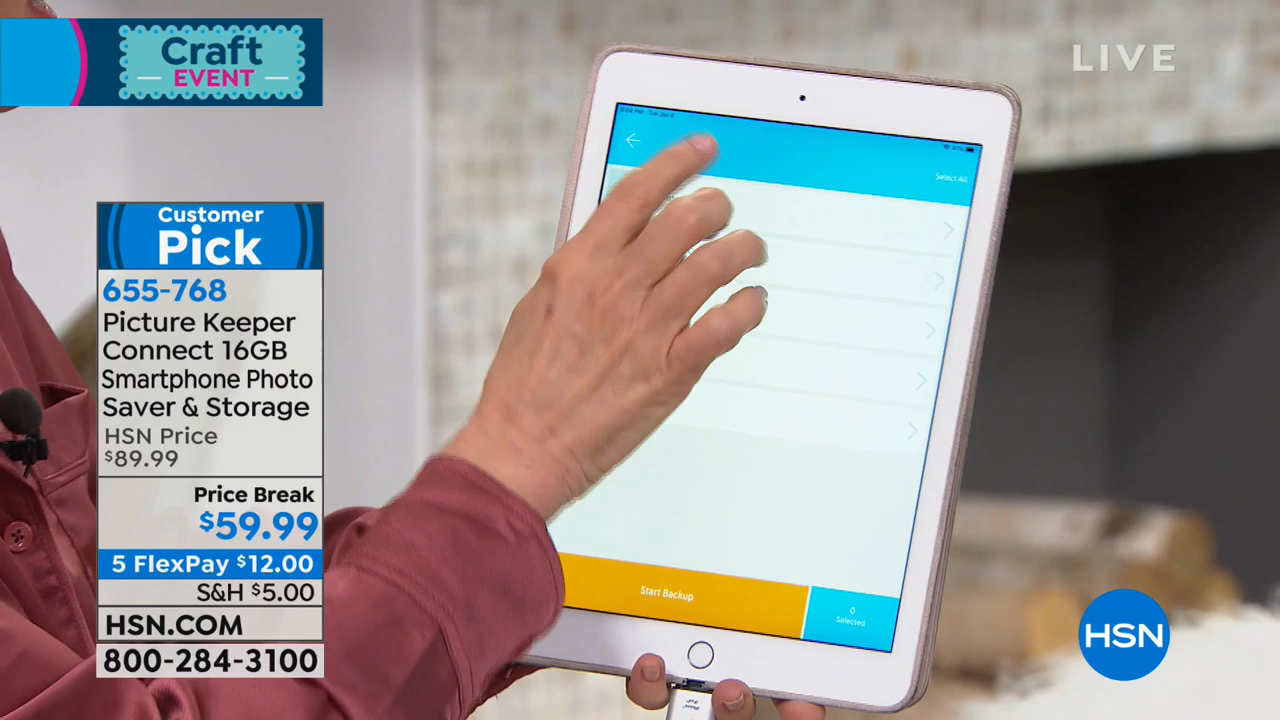 Craft
EVENT
LIVE
Customer
Pick
655-768
Picture Keeper
Connect 16GB
Smartphone Photo
Saver & Storage
HSN Price
$89.99
Price Break
$59.99
5 FlexPay $12.00
S&H $5.00
HSN.COM
800-284-3100
Select All
Start Backup
0
Selected
HSN